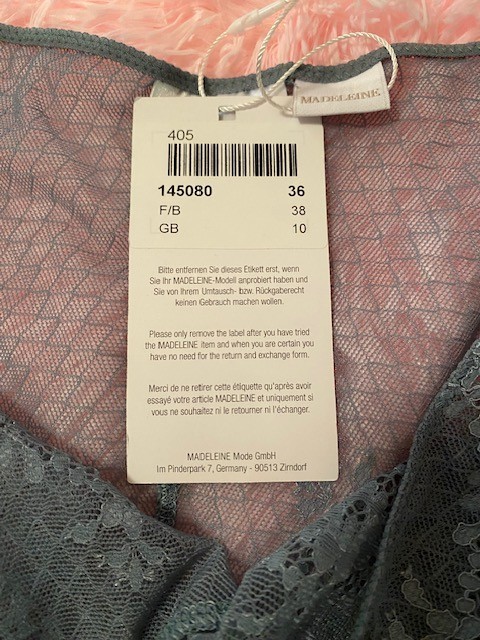 MADELEINE
405
145080 36
F/B 38
GB 10
Bitte entfernen Sie dieses Etikett erst, wenn
Sie Ihr MADELEINE-Modell anprobiert haben und
Sie von Ihrem Umtausch- bzw. Rückgaberecht
keinen Gebrauch machen wollen.
Please only remove the label after you have tried
the MADELEINE item and when you are certain you
have no need for the return and exchange form.
Merci de ne retirer cette étiquette qu'après avoir
essayé votre article MADELEINE et uniquement si
vous ne souhaitez ni le retourner ni l'échanger.
MADELEINE Mode GmbH
Im Pinderpark 7, Germany - 90513 Zirndorf